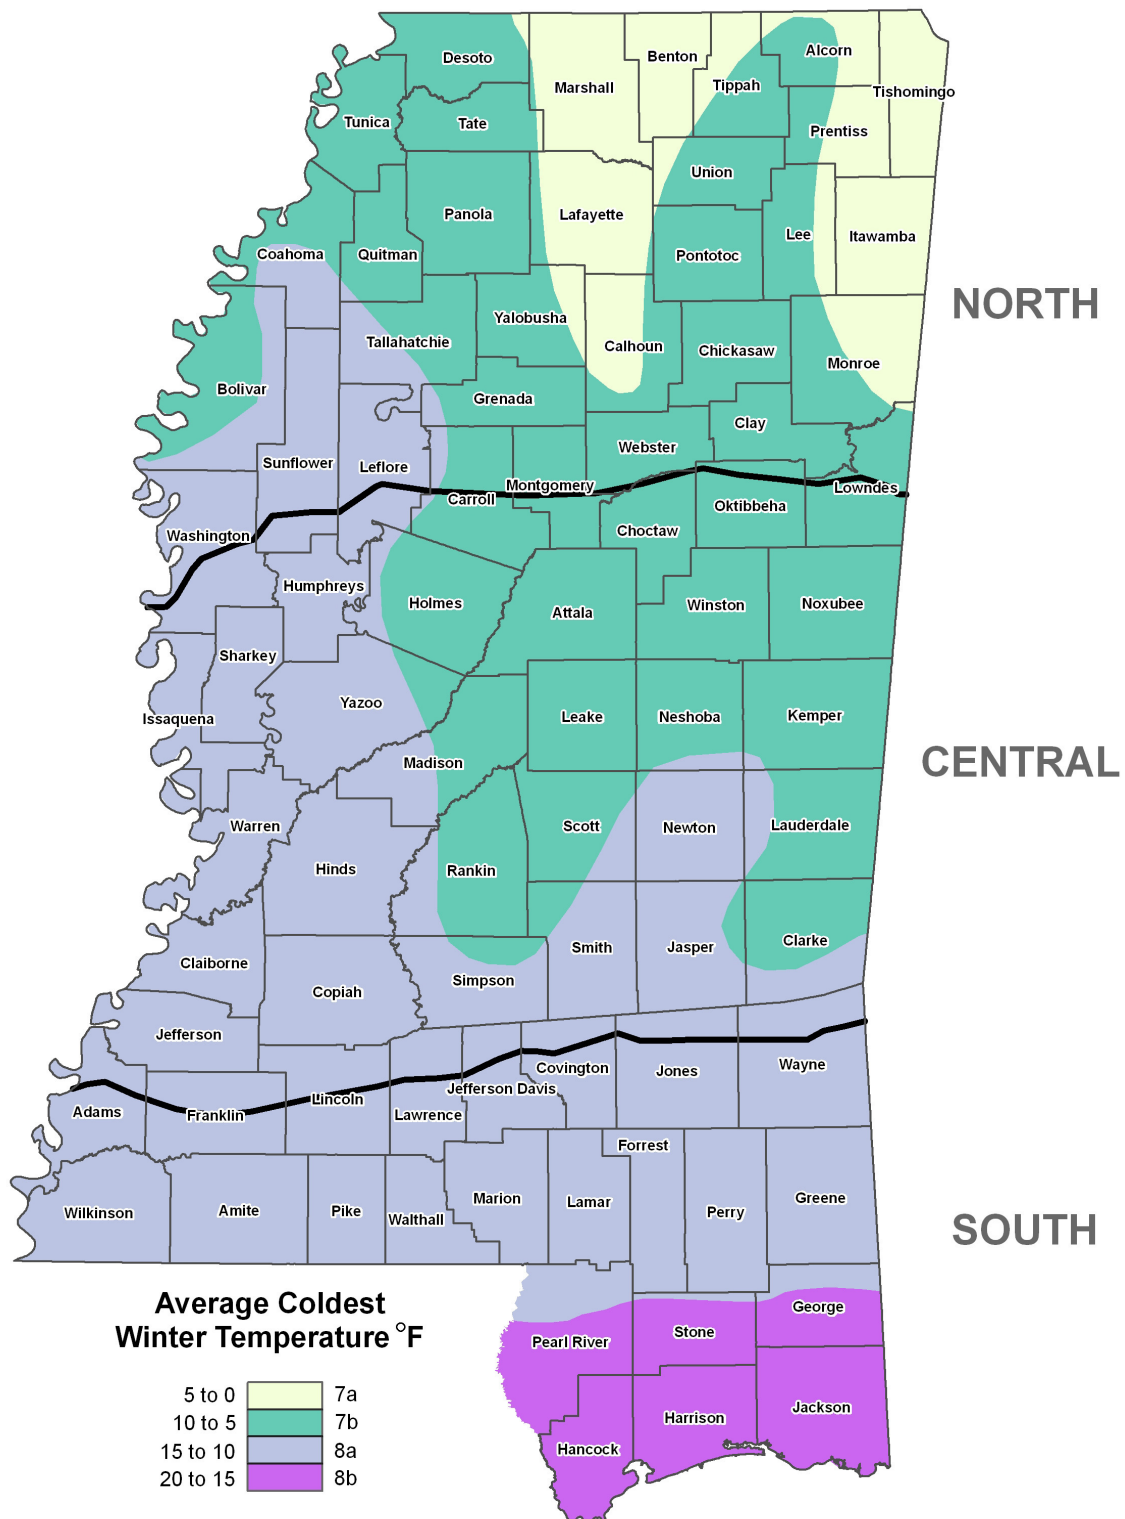 Desoto
Marshall
Benton
Tippah
Alcorn
Tishomingo
Tunica
Tate
Prentiss
Union
Panola
Lafayette
Lee
Itawamba
Coahoma
Quitman
Pontotoc
NORTH
Tallahatchie
Yalobusha
Calhoun
Chickasaw
Monroe
Bolivar
Grenada
Clay
Sunflower
Leflore
Webster
Washington
Carroll
Montgomery
Choctaw
Oktibbeha
Lowndes
Humphreys
Holmes
Attala
Winston
Noxubee
Sharkey
Issaquena
Yazoo
Leake
Neshoba
Kemper
Madison
CENTRAL
Warren
Scott
Newton
Lauderdale
Hinds
Rankin
Claiborne
Smith
Jasper
Clarke
Copiah
Simpson
Jefferson
Covington
Jones
Wayne
Adams
Franklin
Lincoln
Lawrence
Jefferson Davis
Forrest
Wilkinson
Amite
Pike
Walthall
Marion
Lamar
Perry
Greene
SOUTH
Pearl River
Stone
George
Hancock
Harrison
Jackson
Average Coldest
Winter Temperature °F
5 to 0 7a
10 to 5 7b
15 to 10 8a
20 to 15 8b